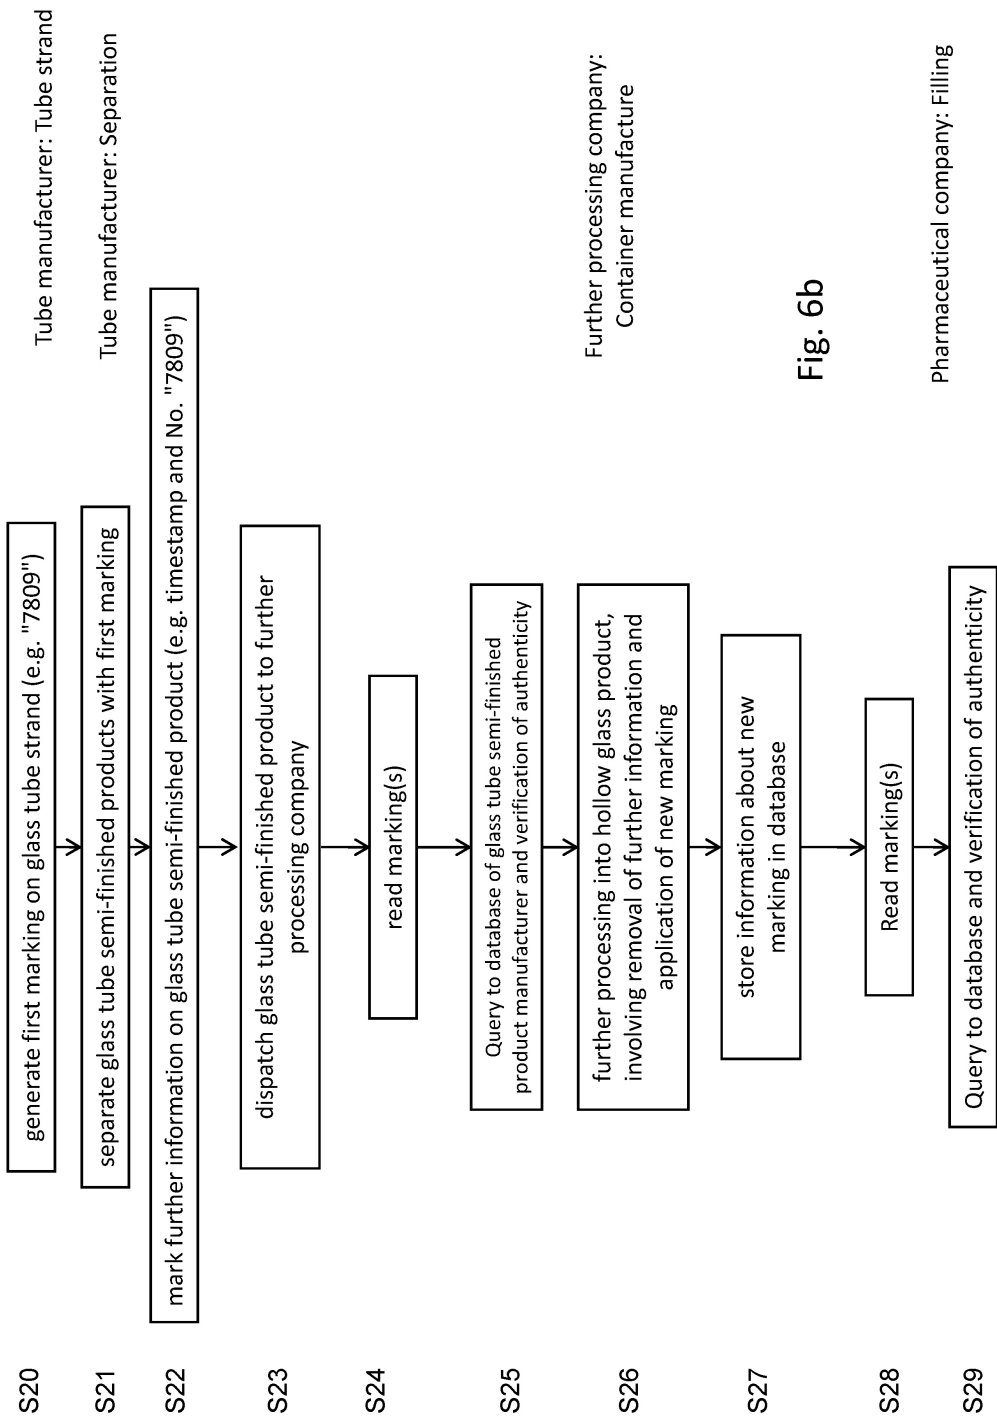 S20
generate first marking on glass tube strand (e.g. "7809")
Tube manufacturer: Tube strand
S21
separate glass tube semi-finished products with first marking
Tube manufacturer: Separation
S22
mark further information on glass tube semi-finished product (e.g. timestamp and No. "7809")
S23
dispatch glass tube semi-finished product to further
processing company
S24
read marking(s)
S25
Query to database of glass tube semi-finished
product manufacturer and verification of authenticity
S26
further processing into hollow glass product,
involving removal of further information and
application of new marking
Further processing company:
Container manufacture
S27
store information about new
marking in database
Fig. 6b
S28
Read marking(s)
S29
Query to database and verification of authenticity
Pharmaceutical company: Filling